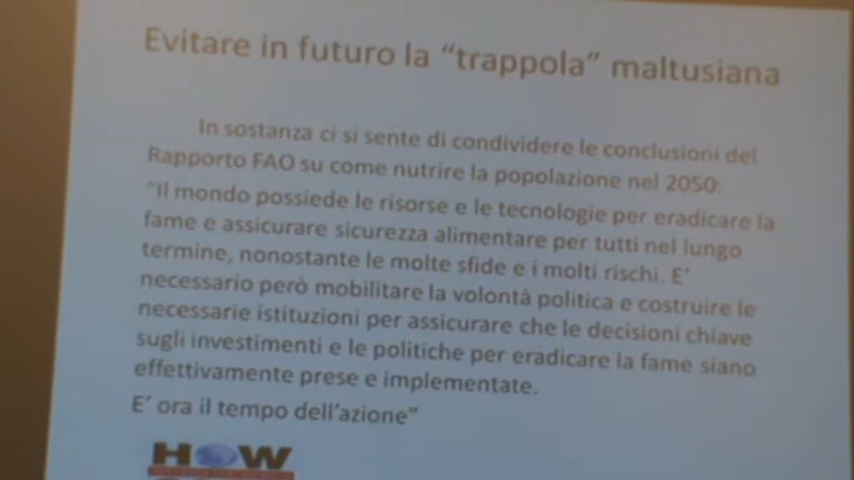 Evitare in futuro la “trappola” maltusiana
In sostanza ci si sente di condividere le conclusioni del
Rapporto FAO su come nutrire la popolazione nel 2050:
“Il mondo possiede le risorse e le tecnologie per eradicare la
fame e assicurare sicurezza alimentare per tutti nel lungo
termine, nonostante le molte sfide e i molti rischi. E’
necessario però mobilitare la volontà politica e costruire le
necessarie istituzioni per assicurare che le decisioni chiave
sugli investimenti e le politiche per eradicare la fame siano
effettivamente prese e implementate.
E’ ora il tempo dell’azione”
HOW